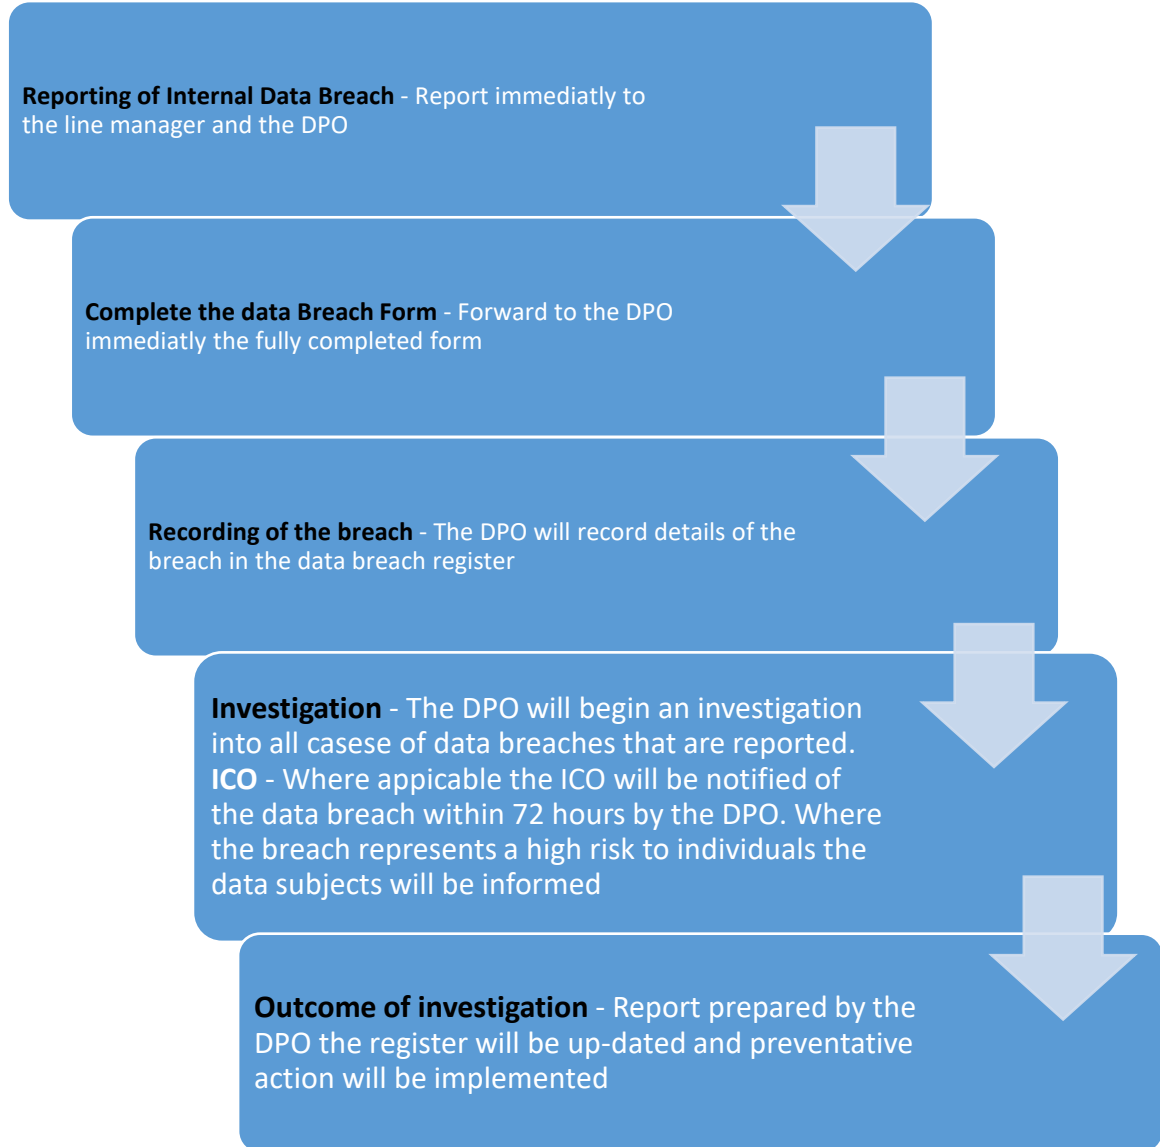 Reporting of Internal Data Breach - Report immediatly to
the line manager and the DPO
Complete the data Breach Form - Forward to the DPO
immediatly the fully completed form
Recording of the breach - The DPO will record details of the
breach in the data breach register
Investigation - The DPO will begin an investigation
into all casese of data breaches that are reported.
ICO - Where appicable the ICO will be notified of
the data breach within 72 hours by the DPO. Where
the breach represents a high risk to individuals the
data subjects will be informed
Outcome of investigation - Report prepared by the
DPO the register will be up-dated and preventative
action will be implemented